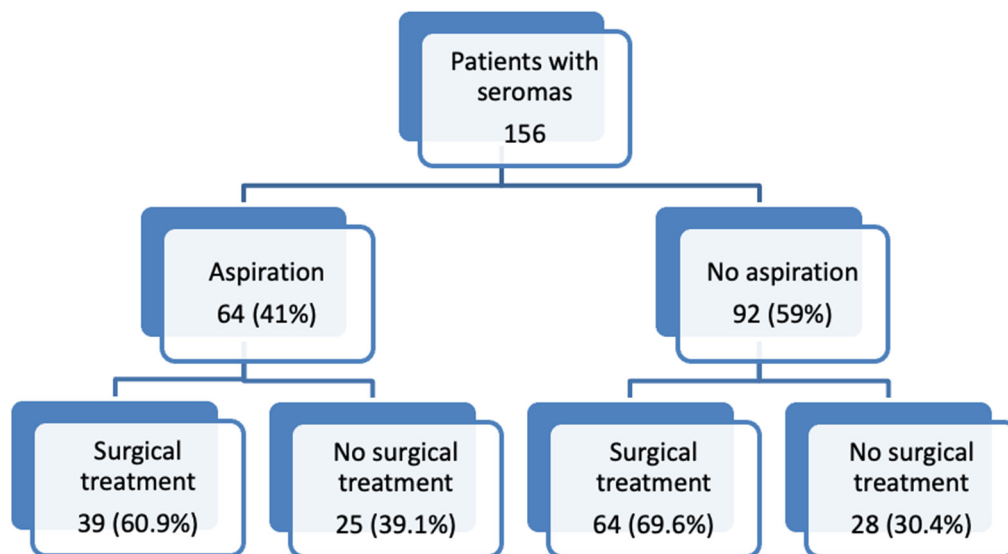 Patients with
seromas
156
Aspiration
64 (41%)
No aspiration
92 (59%)
Surgical
treatment
39 (60.9%)
No surgical
treatment
25 (39.1%)
Surgical
treatment
64 (69.6%)
No surgical
treatment
28 (30.4%)